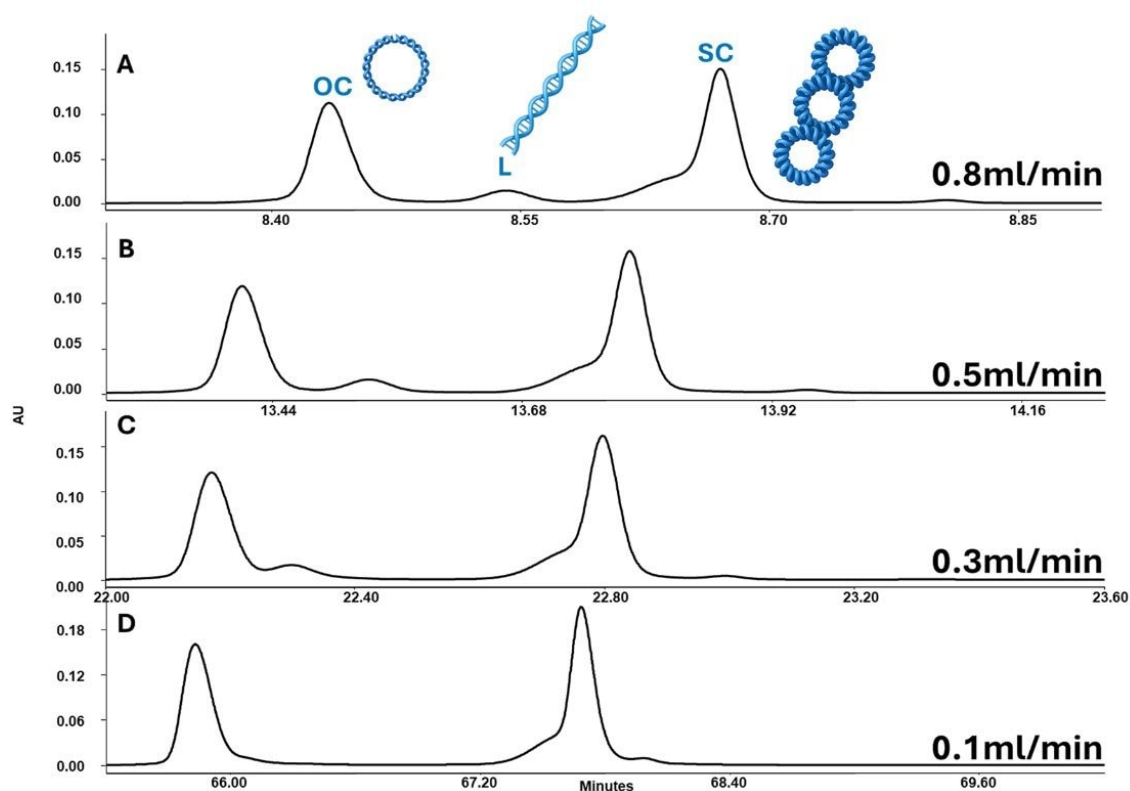 A
OC
L
SC
0.15
0.10
0.05
0.00
0.8ml/min
8.40 8.55 8.70 8.85
B
0.15
0.10
0.05
0.00
0.5ml/min
13.44 13.68 13.92 14.16
AU
C
0.15
0.10
0.05
0.00
0.3ml/min
22.00 22.40 22.80 23.20 23.60
D
0.18
0.12
0.06
0.00
0.1ml/min
66.00 67.20 68.40 69.60
Minutes